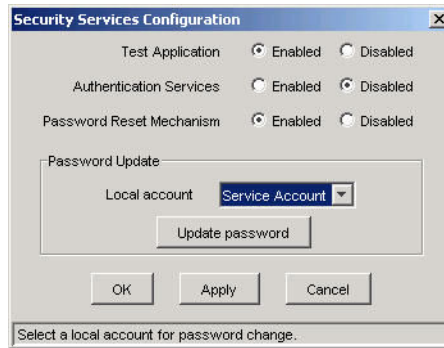 Security Services Configuration
Test Application Enabled Disabled
Authentication Services Enabled Disabled
Password Reset Mechanism Enabled Disabled
Password Update
Local account Service Account
Update password
OK Apply Cancel
Select a local account for password change.